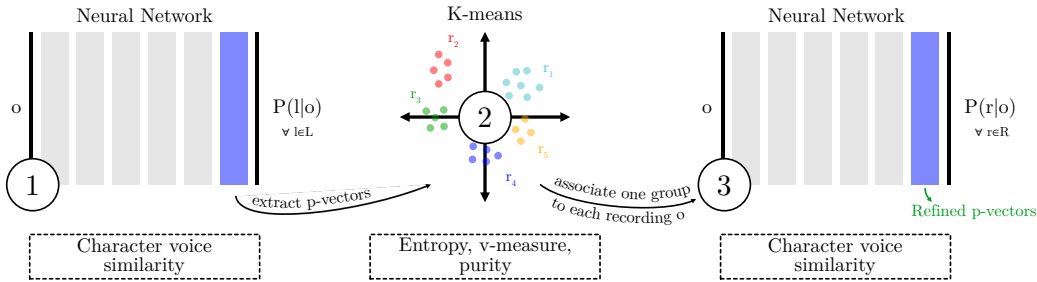 Neural Network
K-means
Neural Network
r₂
r₁
r₃
o
P(l|o)
∀ l∈L
2
o
P(r|o)
∀ r∈R
r₅
r₄
1
extract p-vectors
associate one group
to each recording o
3
Refined p-vectors
Character voice
similarity
Entropy, v-measure,
purity
Character voice
similarity